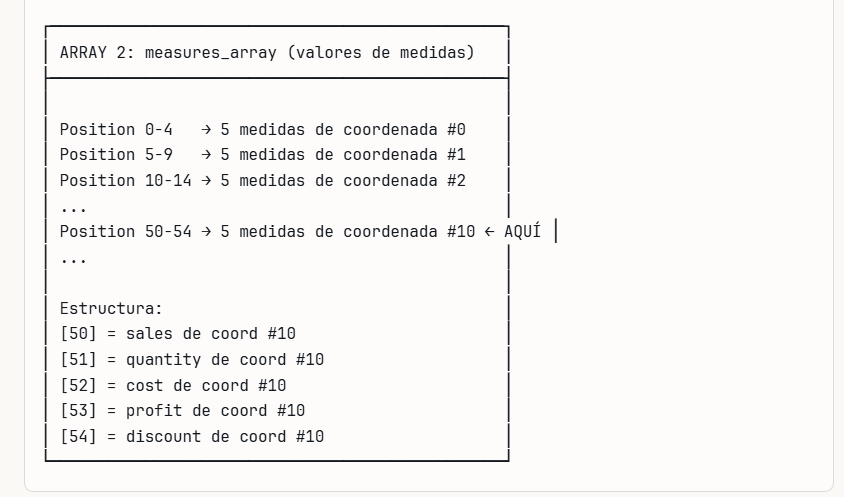 ARRAY 2: measures_array (valores de medidas)
Position 0-4 → 5 medidas de coordenada #0
Position 5-9 → 5 medidas de coordenada #1
Position 10-14 → 5 medidas de coordenada #2
...
Position 50-54 → 5 medidas de coordenada #10 ← AQUÍ
...
Estructura:
[50] = sales de coord #10
[51] = quantity de coord #10
[52] = cost de coord #10
[53] = profit de coord #10
[54] = discount de coord #10